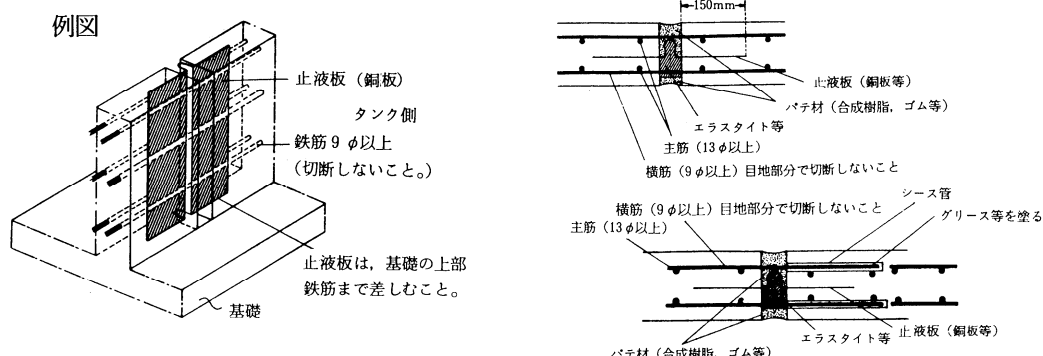 例図
止液板(銅板)
タンク側
鉄筋9φ以上
(切断しないこと。)
止液板は,基礎の上部
鉄筋まで差しむこと。
基礎
150mm
止液板(銅板等)
パテ材(合成樹脂,ゴム等)
エラスタイト等
主筋(13φ以上)
横筋(9φ以上)目地部分で切断しないこと
シース管
横筋(9φ以上)目地部分で切断しないこと
グリース等を塗る
主筋(13φ以上)
止液板(銅板等)
エラスタイト等
パテ材(合成樹脂,ゴム等)